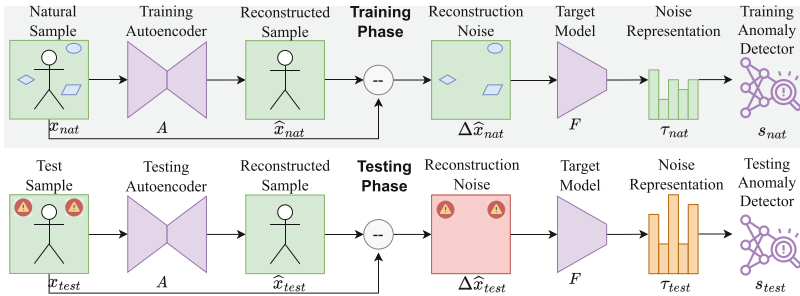 Natural
Sample
Training
Autoencoder
Reconstructed
Sample
Training
Phase
Reconstruction
Noise
Target
Model
Noise
Representation
Training
Anomaly
Detector
--
x_nat
A
x̂_nat
Δx̂_nat
F
τ_nat
s_nat
Test
Sample
Testing
Autoencoder
Reconstructed
Sample
Testing
Phase
Reconstruction
Noise
Target
Model
Noise
Representation
Testing
Anomaly
Detector
--
x_test
A
x̂_test
Δx̂_test
F
τ_test
s_test